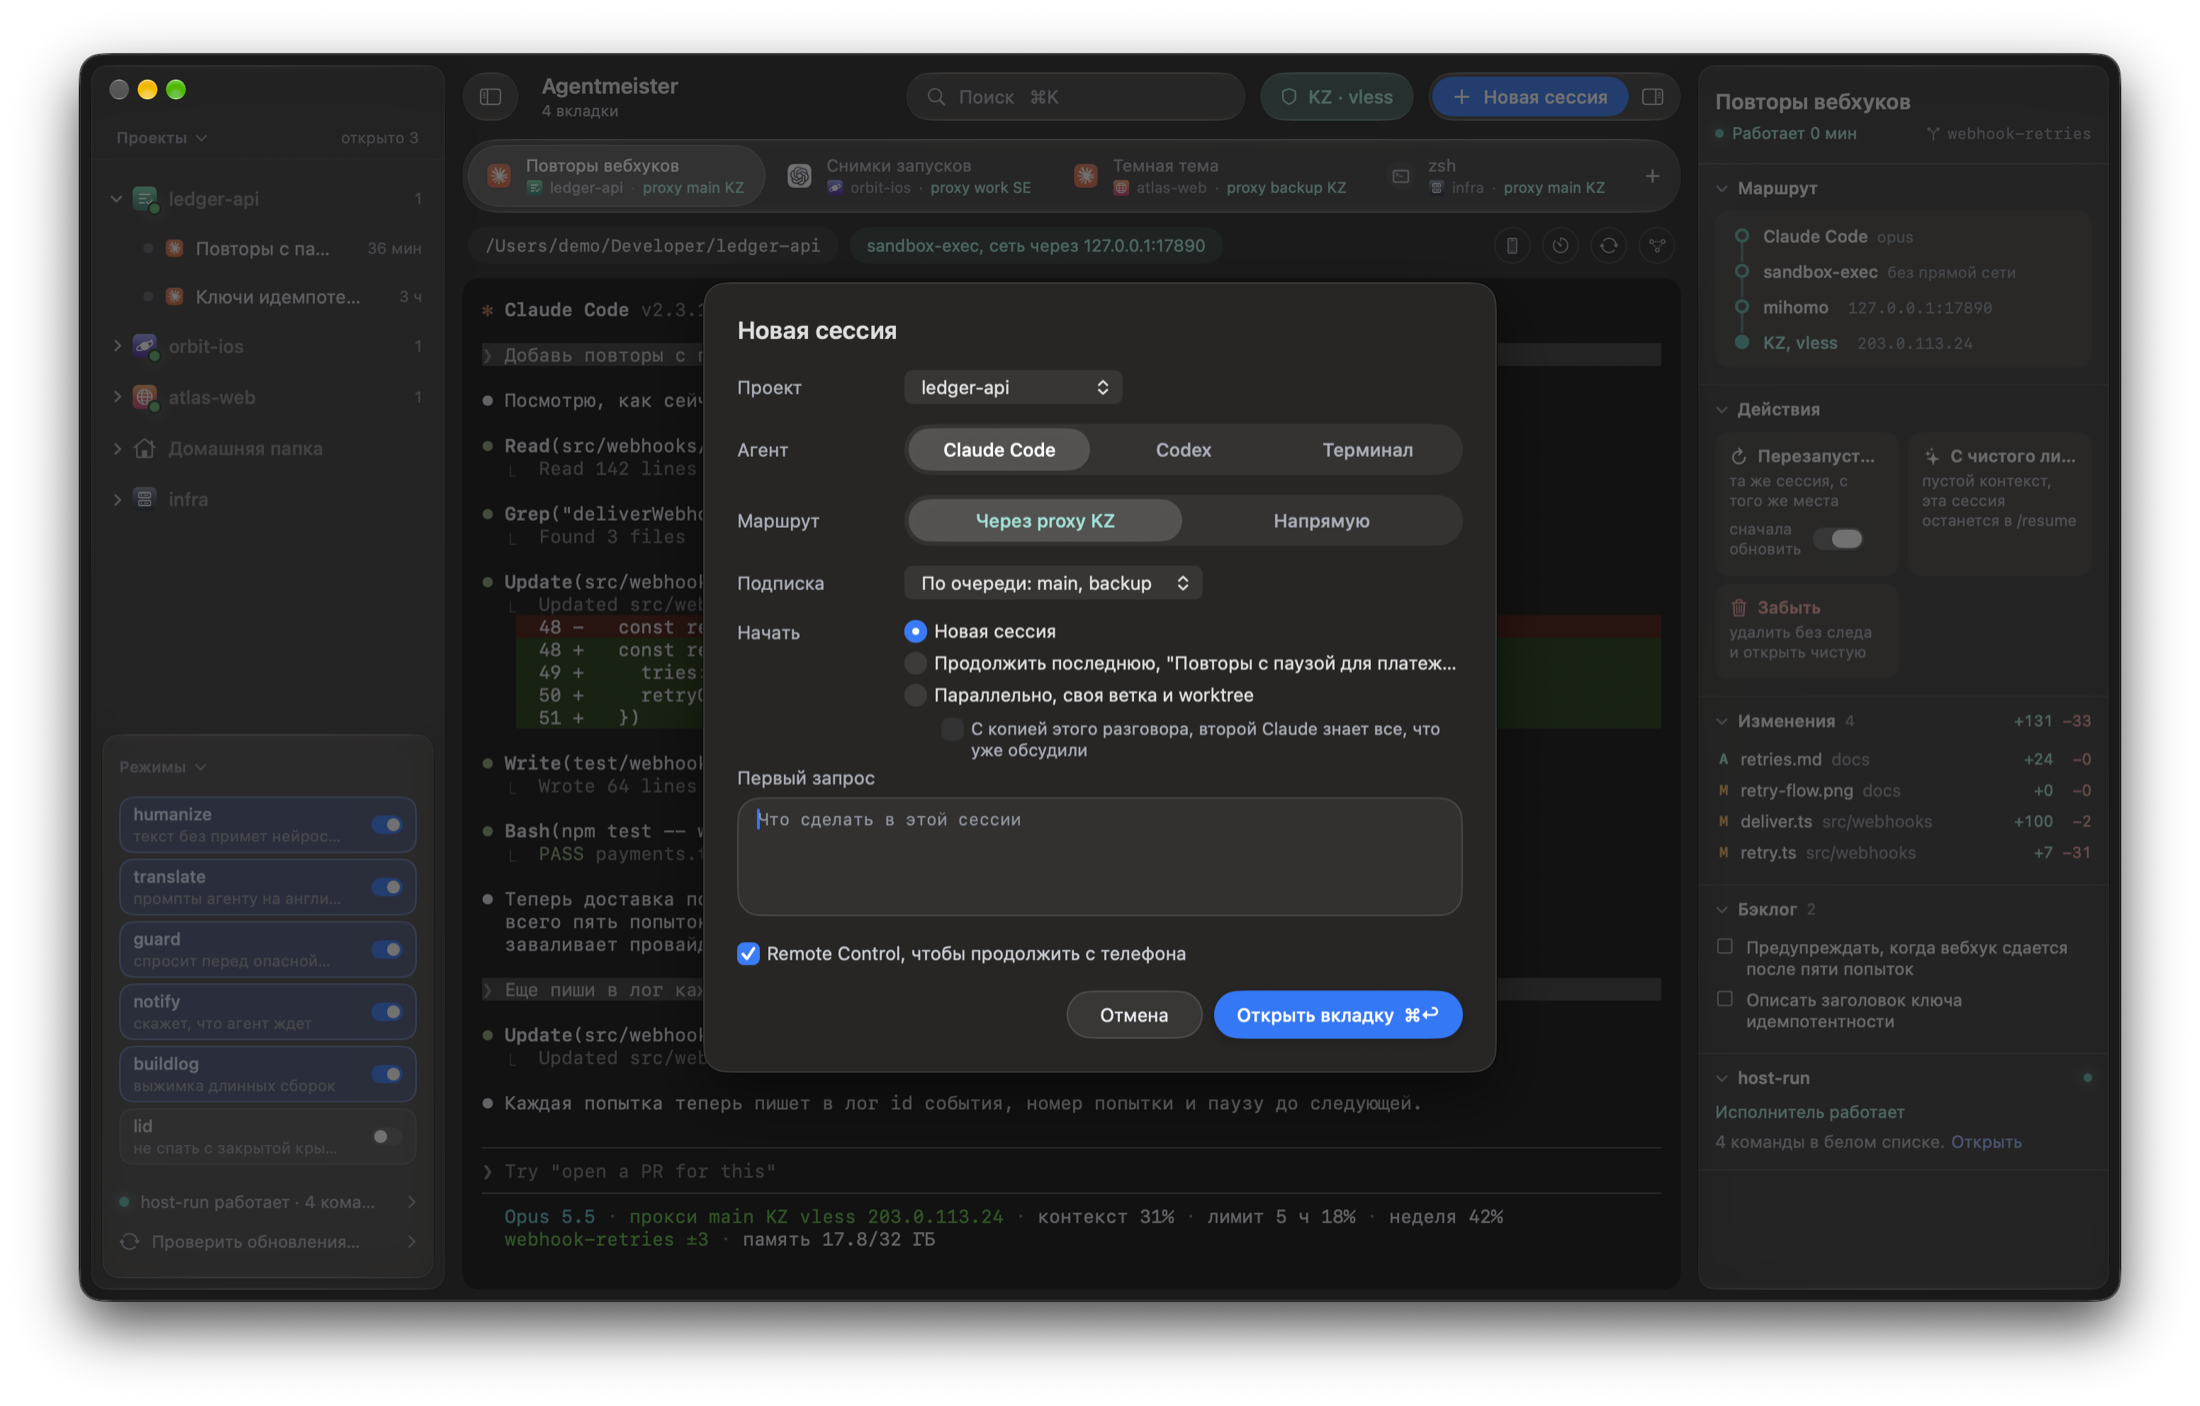 Проекты
открыто 3
ledger-api 1
Повторы с па... 36 мин
Ключи идемпоте... 3 ч
orbit-ios 1
atlas-web 1
Домашняя папка
infra
Режимы
humanize
текст без примет нейрос...
translate
промпты агенту на англи...
guard
спросит перед опасной...
notify
скажет, что агент ждет
buildlog
выжимка длинных сборок
lid
не спать с закрытой кры...
host-run работает · 4 кома...
Проверить обновления...
Agentmeister
4 вкладки
Поиск ⌘K
KZ · vless
+ Новая сессия
Повторы вебхуков
ledger-api · proxy main KZ
Снимки запусков
orbit-ios · proxy work SE
Темная тема
atlas-web · proxy backup KZ
zsh
infra · proxy main KZ
+
/Users/demo/Developer/ledger-api
sandbox-exec, сеть через 127.0.0.1:17890
* Claude Code v2.3.
❯ Добавь повторы с
● Посмотрю, как сей
● Read(src/webhooks/
Read 142 lines
● Grep("deliverWebho
Found 3 files
● Update(src/webhook
Updated src/web
48 - const re
48 + const re
49 + tries:
50 + retry
51 + })
● Write(test/webhook
Wrote 64 lines
● Bash(npm test --
PASS payments.
● Теперь доставка
всего пять попыто
заваливает провай
❯ Еще пиши в лог ка
● Update(src/webhook
Updated src/web
● Каждая попытка теперь пишет в лог id события, номер попытки и паузу до следующей.
❯ Try "open a PR for this"
Opus 5.5 · прокси main KZ vless 203.0.113.24 · контекст 31% · лимит 5 ч 18% · неделя 42%
webhook-retries ±3 · память 17.8/32 ГБ
Новая сессия
Проект
ledger-api
Агент
Claude Code
Codex
Терминал
Маршрут
Через proxy KZ
Напрямую
Подписка
По очереди: main, backup
Начать
Новая сессия
Продолжить последнюю, "Повторы с паузой для платеж...
Параллельно, своя ветка и worktree
С копией этого разговора, второй Claude знает все, что
уже обсудили
Первый запрос
Что сделать в этой сессии
Remote Control, чтобы продолжить с телефона
Отмена
Открыть вкладку ⌘↩
Повторы вебхуков
Работает 0 мин
webhook-retries
Маршрут
Claude Code opus
sandbox-exec без прямой сети
mihomo 127.0.0.1:17890
KZ, vless 203.0.113.24
Действия
Перезапуст...
та же сессия, с
того же места
сначала
обновить
С чистого ли...
пустой контекст,
эта сессия
останется в /resume
Забыть
удалить без следа
и открыть чистую
Изменения 4 +131 −33
A retries.md docs +24 −0
M retry-flow.png docs +0 −0
M deliver.ts src/webhooks +100 −2
M retry.ts src/webhooks +7 −31
Бэклог 2
Предупреждать, когда вебхук сдается
после пяти попыток
Описать заголовок ключа
идемпотентности
host-run
Исполнитель работает
4 команды в белом списке. Открыть